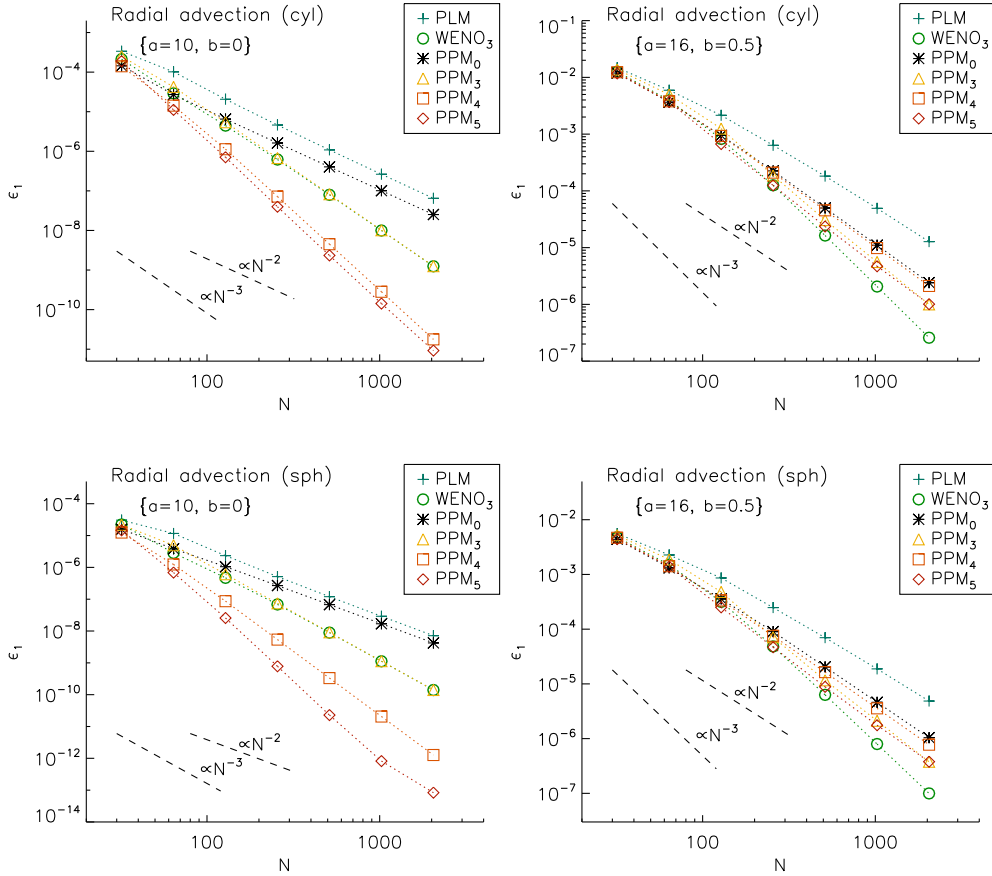 Radial advection (cyl)
{a=10, b=0}
PLM
WENO₃
PPM₀
PPM₃
PPM₄
PPM₅
10⁻⁴
10⁻⁶
10⁻⁸
10⁻¹⁰
ϵ₁
∝N⁻²
∝N⁻³
100
1000
N
Radial advection (cyl)
{a=16, b=0.5}
PLM
WENO₃
PPM₀
PPM₃
PPM₄
PPM₅
10⁻¹
10⁻²
10⁻³
10⁻⁴
10⁻⁵
10⁻⁶
10⁻⁷
ϵ₁
∝N⁻²
∝N⁻³
100
1000
N
Radial advection (sph)
{a=10, b=0}
PLM
WENO₃
PPM₀
PPM₃
PPM₄
PPM₅
10⁻⁴
10⁻⁶
10⁻⁸
10⁻¹⁰
10⁻¹²
10⁻¹⁴
ϵ₁
∝N⁻²
∝N⁻³
100
1000
N
Radial advection (sph)
{a=16, b=0.5}
PLM
WENO₃
PPM₀
PPM₃
PPM₄
PPM₅
10⁻²
10⁻³
10⁻⁴
10⁻⁵
10⁻⁶
10⁻⁷
ϵ₁
∝N⁻²
∝N⁻³
100
1000
N